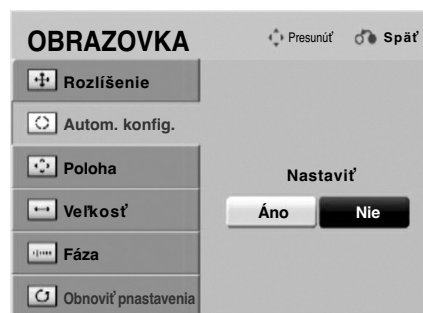 OBRAZOVKA
Presunúť Späť
Rozlíšenie
Autom. konfig.
Poloha
Veľkosť
Fáza
Obnoviť pnastavenia
Nastaviť
Áno Nie